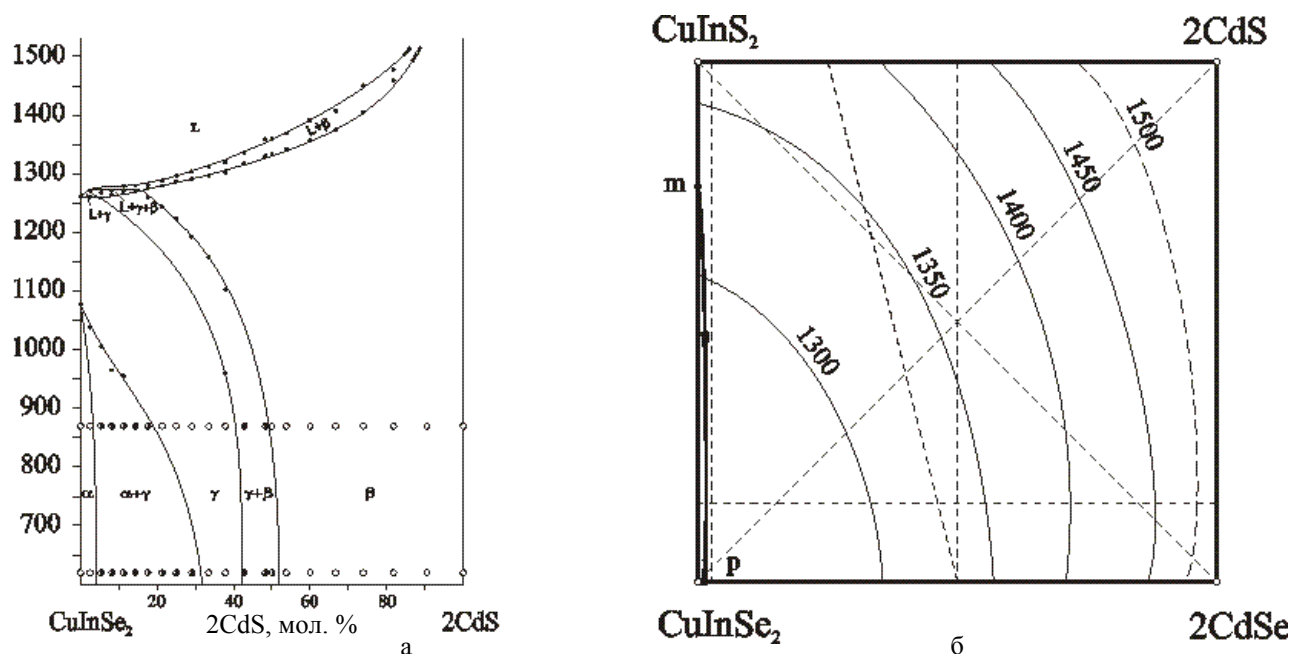 1500
1400
1300
1200
1100
1000
900
800
700
L
L+β
L+γ
L+γ+β
α
α+γ
γ
γ+β
β
20
40
60
80
CuInSe₂
2CdS, мол. %
2CdS
а
CuInS₂
2CdS
m
p
1300
1350
1400
1450
1500
CuInSe₂
2CdSe
б